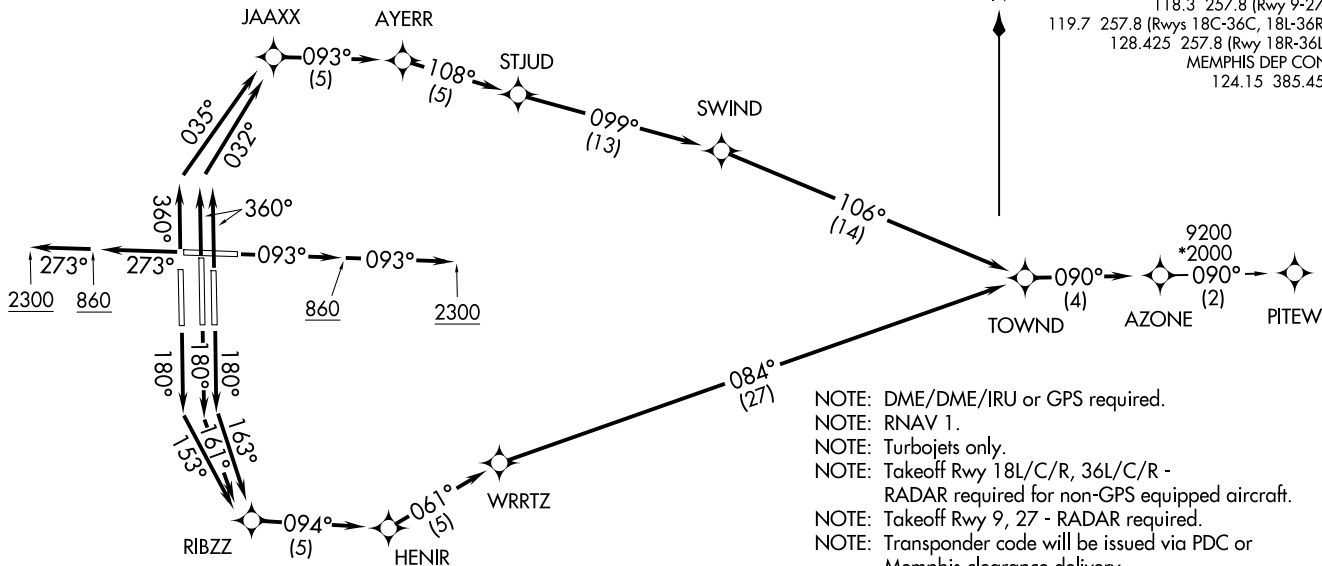 118.3 257.8 (Rwy 9-27
119.7 257.8 (Rwys 18C-36C, 18L-36R
128.425 257.8 (Rwy 18R-36L
MEMPHIS DEP CON
124.15 385.45
JAAXX
AYERR
093°
(5)
108°
(5)
STJUD
099°
(13)
SWIND
035°
032°
106°
(14)
360°
360°
273°
273°
093°
093°
2300
860
860
2300
9200
*2000
090°
(4)
090°
(2)
TOWND
AZONE
PITEW
180°
180°
180°
084°
(27)
153°
161°
163°
WRRTZ
061°
(5)
094°
(5)
RIBZZ
HENIR
NOTE: DME/DME/IRU or GPS required.
NOTE: RNAV 1.
NOTE: Turbojets only.
NOTE: Takeoff Rwy 18L/C/R, 36L/C/R -
RADAR required for non-GPS equipped aircraft.
NOTE: Takeoff Rwy 9, 27 - RADAR required.
NOTE: Transponder code will be issued via PDC or
Memphis clearance delivery